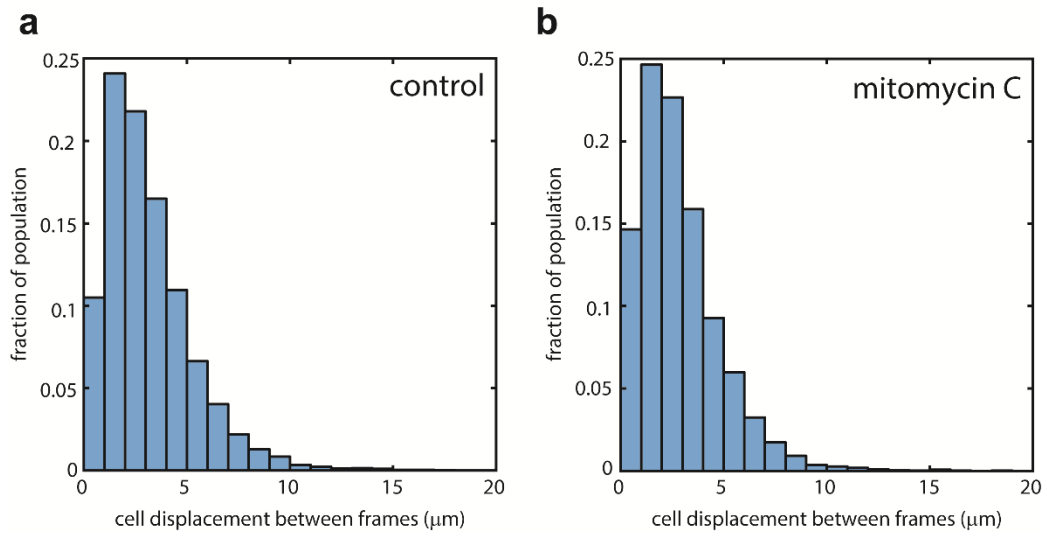 a
control
0.25
0.2
0.15
0.1
0.05
0
fraction of population
0 5 10 15 20
cell displacement between frames (μm)
b
mitomycin C
0.25
0.2
0.15
0.1
0.05
0
fraction of population
0 5 10 15 20
cell displacement between frames (μm)